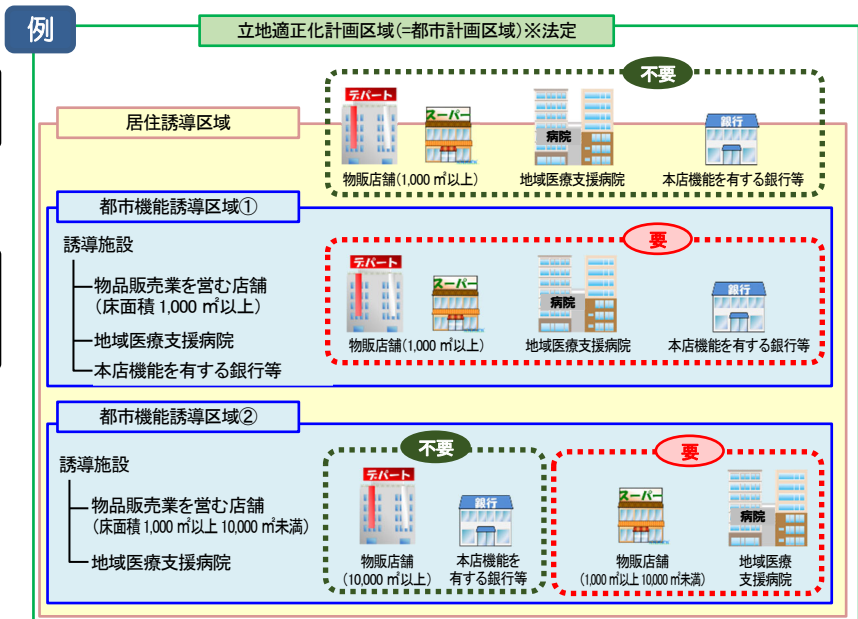 例
立地適正化計画区域(=都市計画区域)※法定
不要
居住誘導区域
デパート
スーパー
病院
銀行
物販店舗(1,000 ㎡以上)
地域医療支援病院
本店機能を有する銀行等
都市機能誘導区域①
誘導施設
物品販売業を営む店舗
(床面積 1,000 ㎡以上)
地域医療支援病院
本店機能を有する銀行等
要
デパート
スーパー
病院
銀行
物販店舗(1,000 ㎡以上)
地域医療支援病院
本店機能を有する銀行等
都市機能誘導区域②
誘導施設
物品販売業を営む店舗
(床面積 1,000 ㎡以上 10,000 ㎡未満)
地域医療支援病院
不要
デパート
銀行
物販店舗
(10,000 ㎡以上)
本店機能を
有する銀行等
要
スーパー
病院
物販店舗
(1,000 ㎡以上 10,000 ㎡未満)
地域医療
支援病院